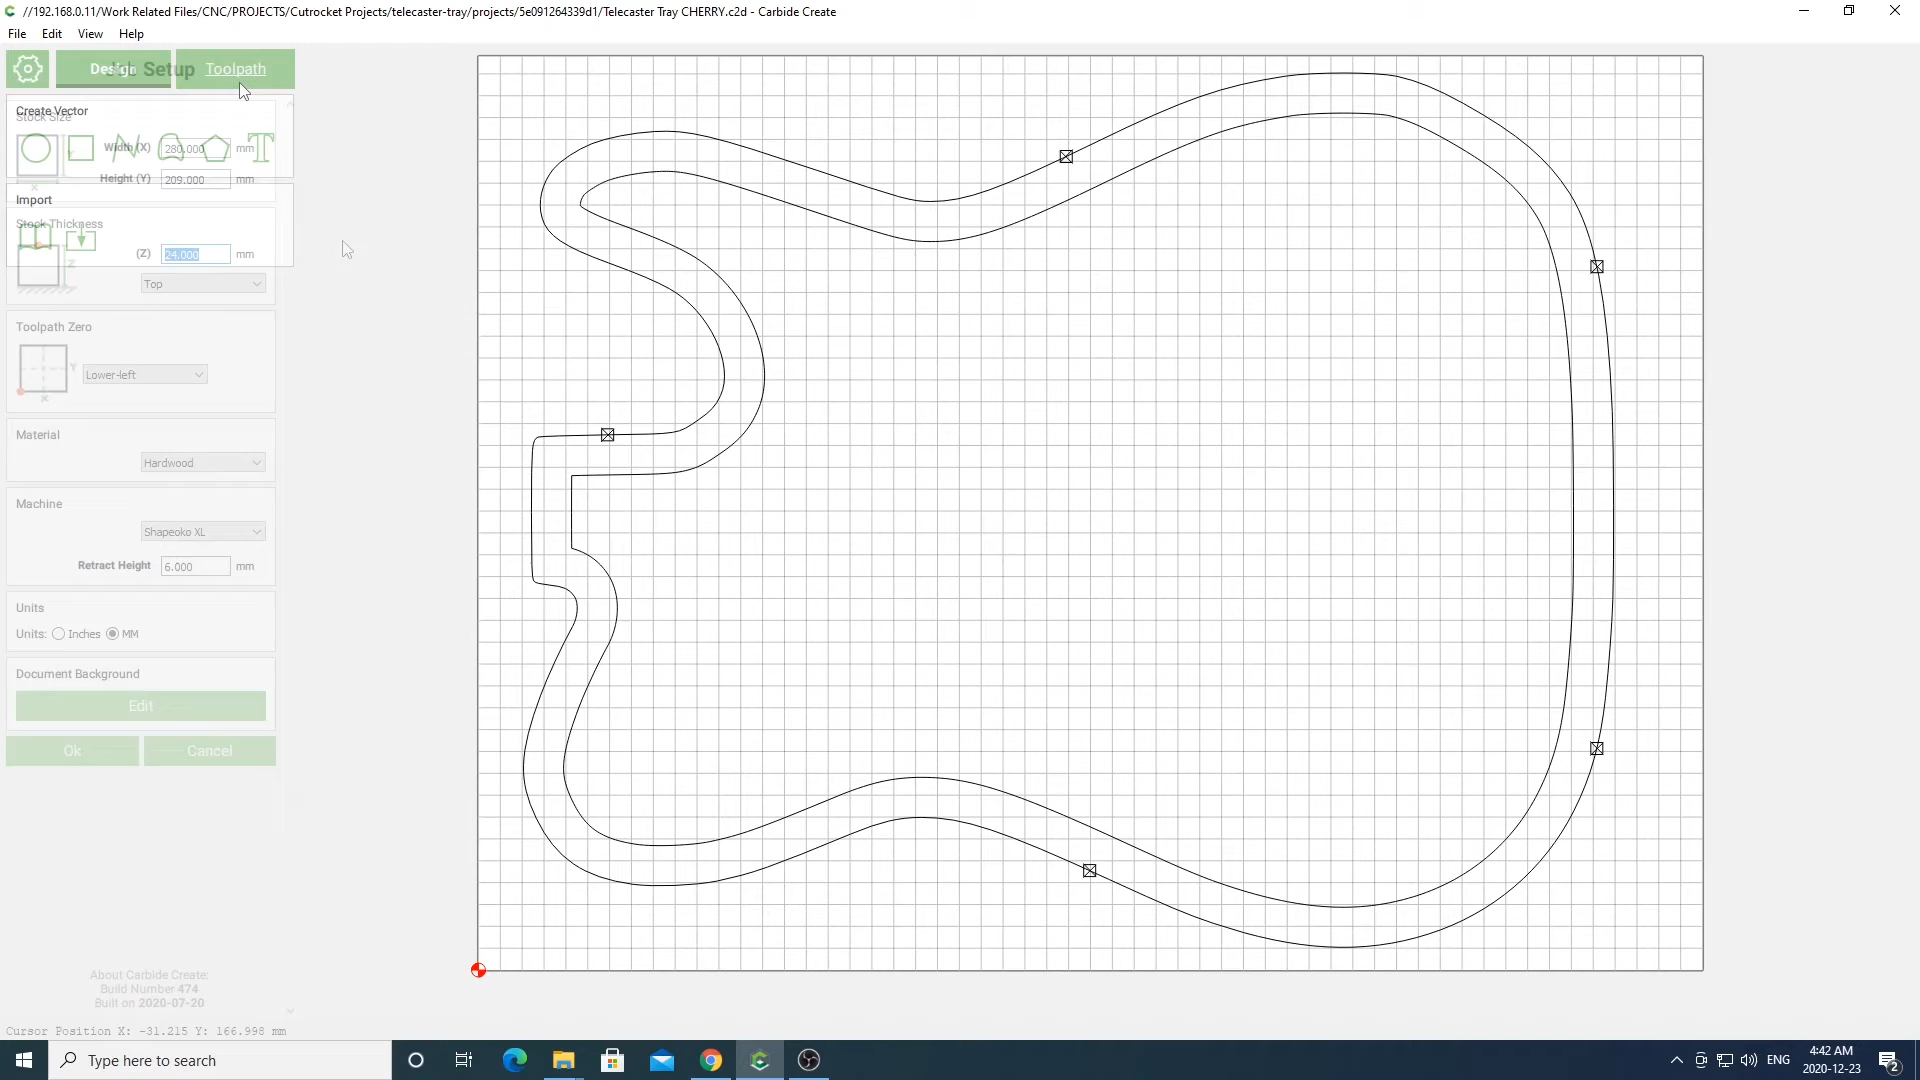 //192.168.0.11/Work Related Files/CNC/PROJECTS/Cutrocket Projects/telecaster-tray/projects/5e091264339d1/Telecaster Tray CHERRY.c2d - Carbide Create
File Edit View Help
Design Setup Toolpath
Create Vector
Stock Size
Width (X) 280.000 mm
Height (Y) 209.000 mm
Import
Stock Thickness
(Z) 24.000 mm
Top
Toolpath Zero
Lower-left
Material
Hardwood
Machine
Shapeoko XL
Retract Height 6.000 mm
Units
Units: Inches MM
Document Background
Edit
Ok Cancel
About Carbide Create:
Build Number 474
Built on 2020-07-20
Cursor Position X: -31.215 Y: 166.998 mm
Type here to search
ENG
4:42 AM
2020-12-23
2